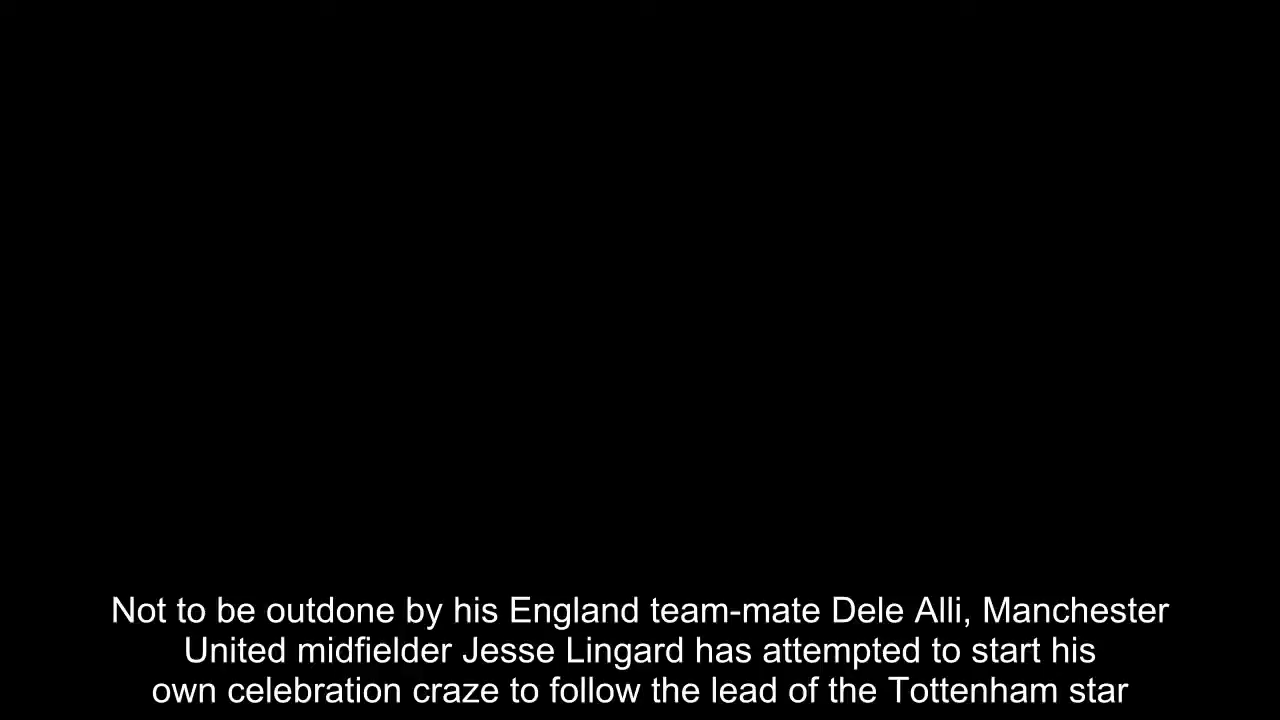 Not to be outdone by his England team-mate Dele Alli, Manchester
United midfielder Jesse Lingard has attempted to start his
own celebration craze to follow the lead of the Tottenham star